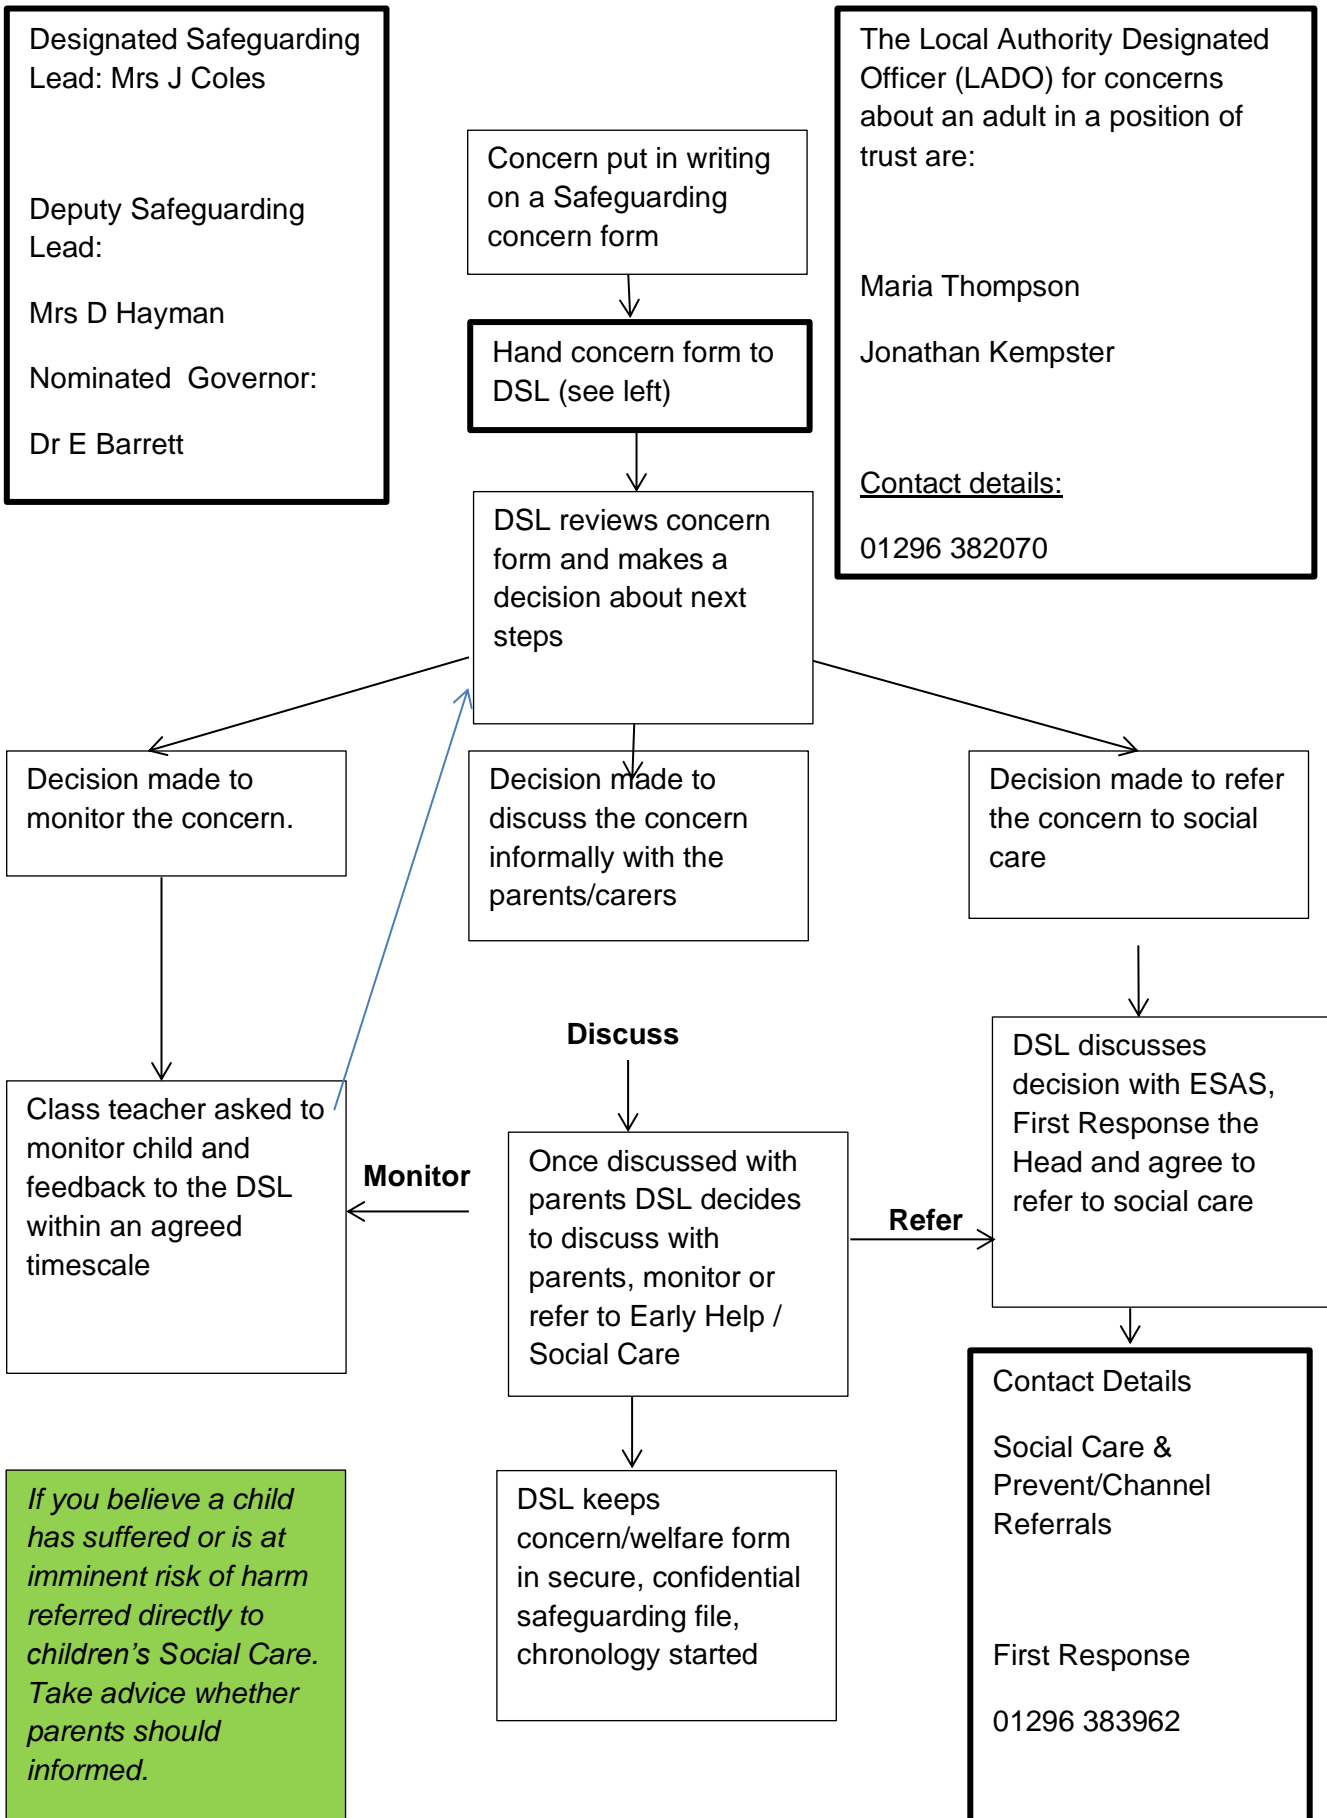 Designated Safeguarding
Lead: Mrs J Coles
Deputy Safeguarding
Lead:
Mrs D Hayman
Nominated  Governor:
Dr E Barrett
Concern put in writing
on a Safeguarding
concern form
Hand concern form to
DSL (see left)
The Local Authority Designated
Officer (LADO) for concerns
about an adult in a position of
trust are:
Maria Thompson
Jonathan Kempster
Contact details:
01296 382070
DSL reviews concern
form and makes a
decision about next
steps
Decision made to
monitor the concern.
Decision made to
discuss the concern
informally with the
parents/carers
Decision made to refer
the concern to social
care
Discuss
Class teacher asked to
monitor child and
feedback to the DSL
within an agreed
timescale
Monitor
Once discussed with
parents DSL decides
to discuss with
parents, monitor or
refer to Early Help /
Social Care
Refer
DSL discusses
decision with ESAS,
First Response the
Head and agree to
refer to social care
If you believe a child
has suffered or is at
imminent risk of harm
referred directly to
children’s Social Care.
Take advice whether
parents should
informed.
DSL keeps
concern/welfare form
in secure, confidential
safeguarding file,
chronology started
Contact Details
Social Care &
Prevent/Channel
Referrals
First Response
01296 383962